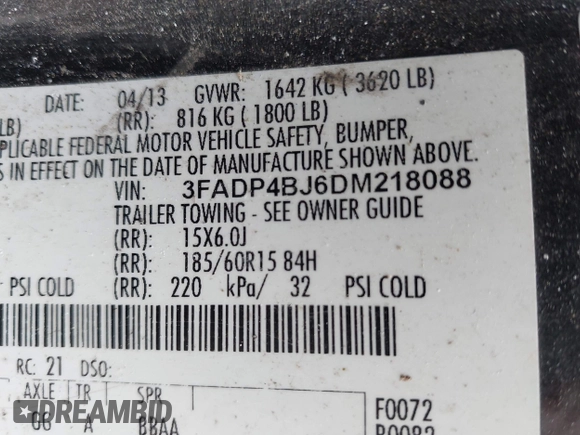 DATE: 04/13 GVWR: 1642 KG ( 3620 LB)
LB) (RR): 816 KG ( 1800 LB)
PLICABLE FEDERAL MOTOR VEHICLE SAFETY, BUMPER,
S IN EFFECT ON THE DATE OF MANUFACTURE SHOWN ABOVE.
VIN: 3FADP4BJ6DM218088
TRAILER TOWING - SEE OWNER GUIDE
(RR): 15X6.0J
(RR): 185/60R15 84H
PSI COLD (RR): 220 kPa/ 32 PSI COLD
RC: 21 DSO:
AXLE TR SPR F0072
06 A BBAA
DREAMBID